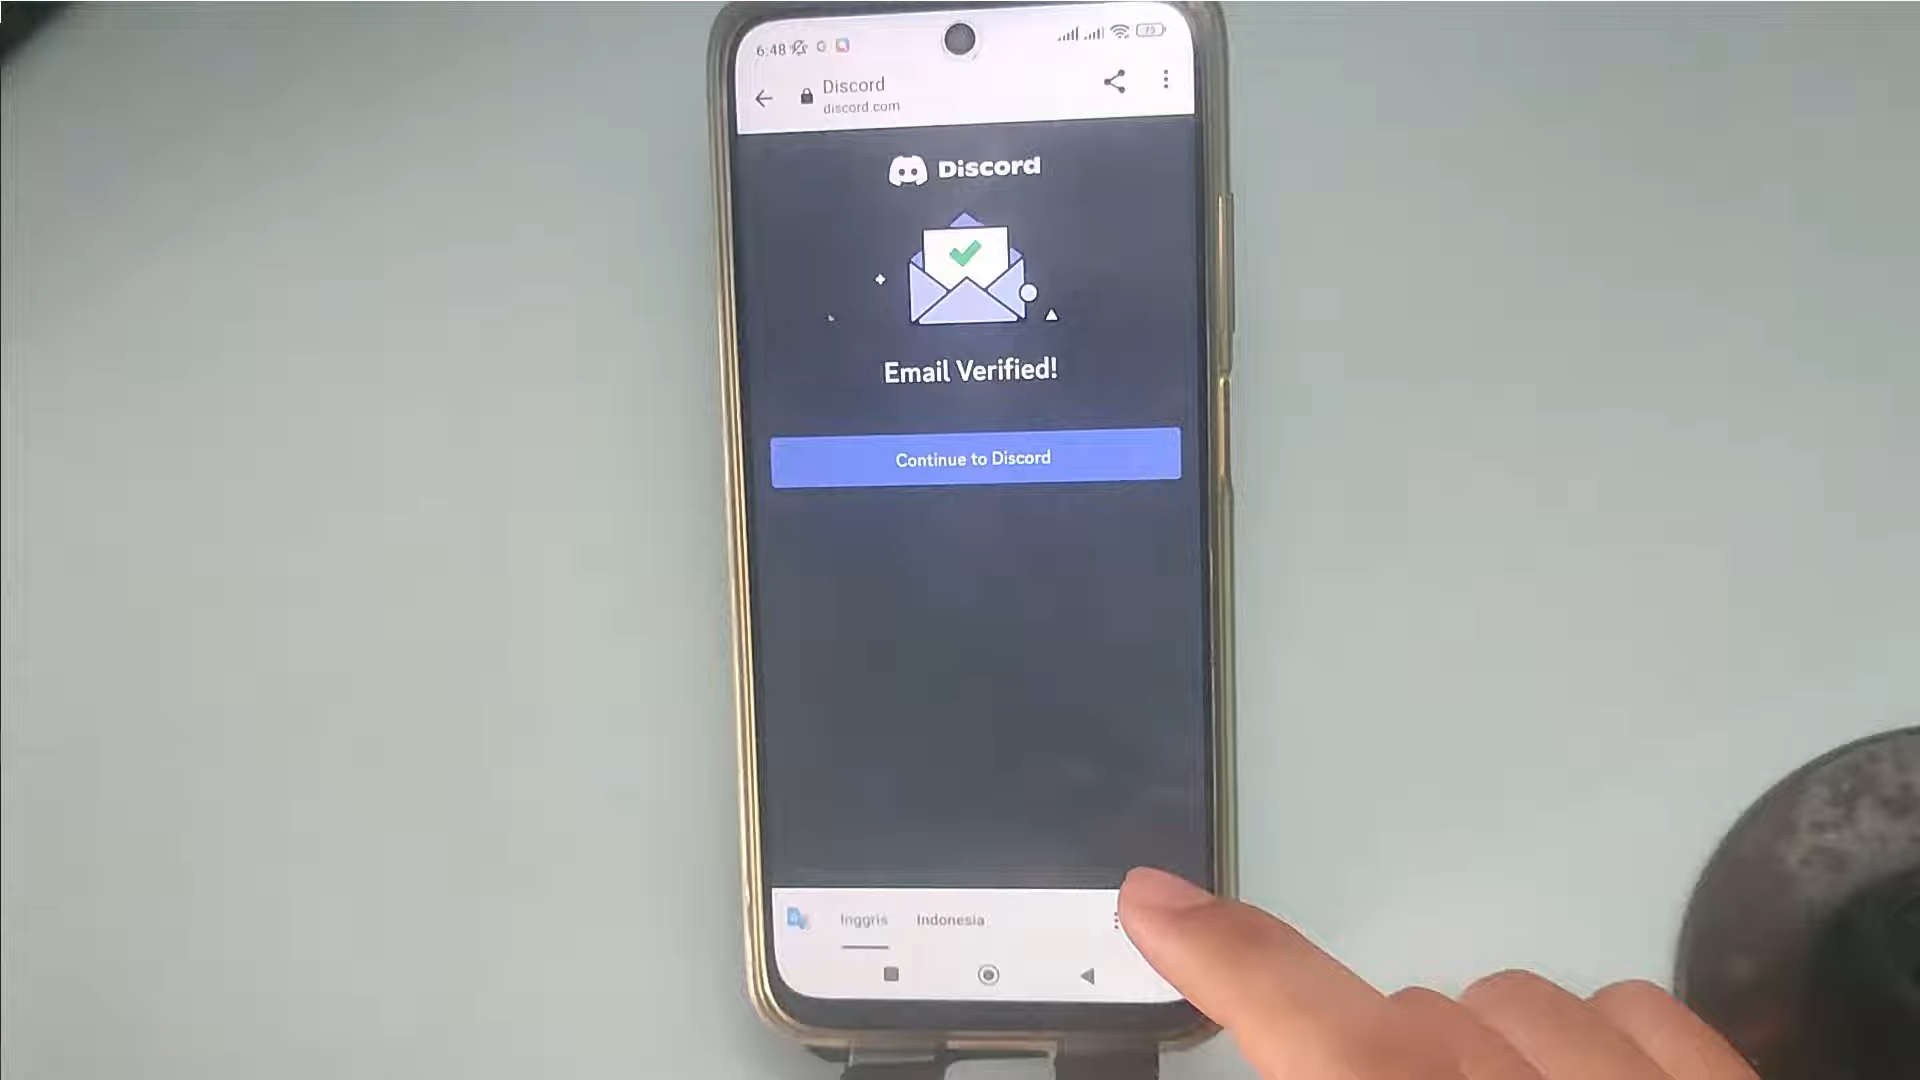 6:48
Discord
discord.com
Discord
Email Verified!
Continue to Discord
Inggris Indonesia